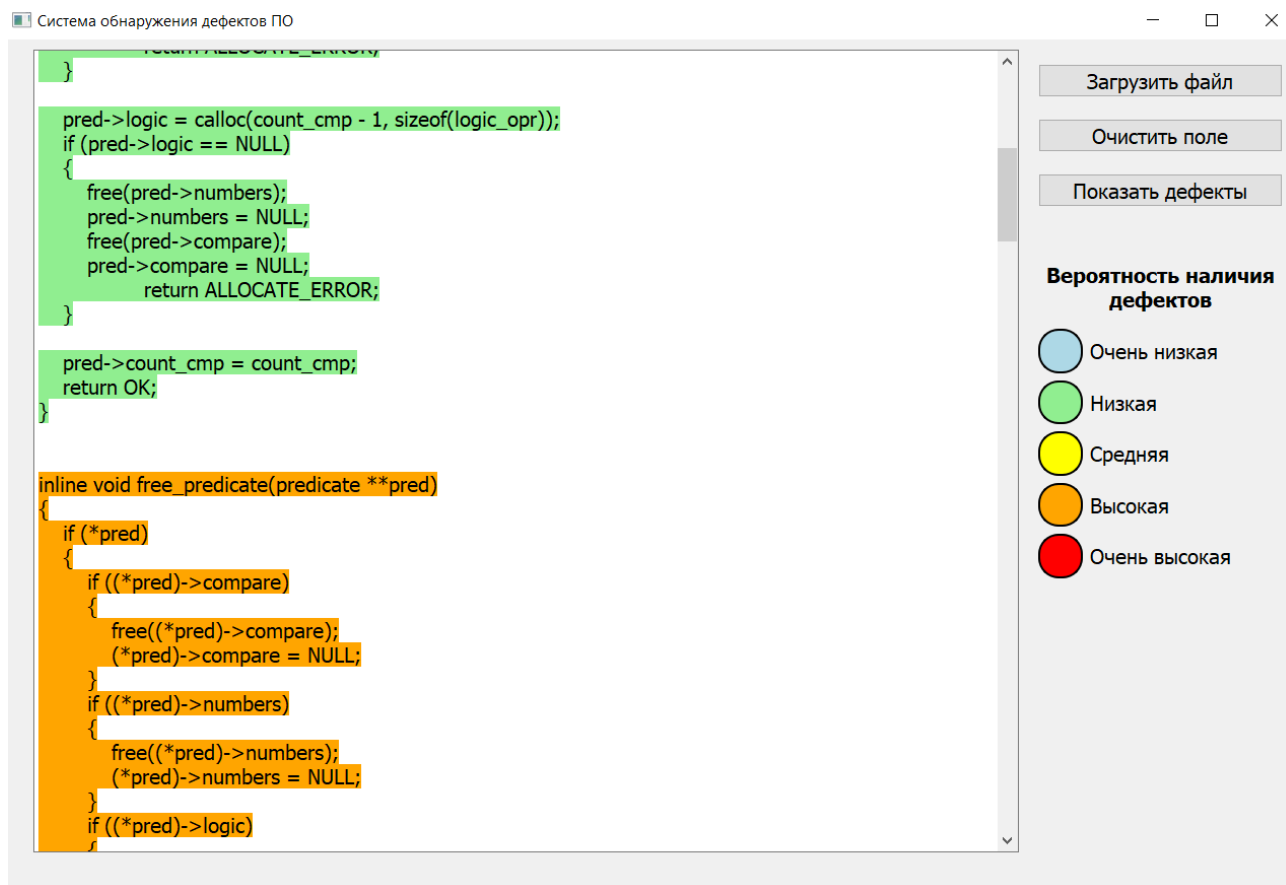 Система обнаружения дефектов ПО
return ALLOCATE_ERROR;
}
pred->logic = calloc(count_cmp - 1, sizeof(logic_opr));
if (pred->logic == NULL)
{
free(pred->numbers);
pred->numbers = NULL;
free(pred->compare);
pred->compare = NULL;
return ALLOCATE_ERROR;
}
pred->count_cmp = count_cmp;
return OK;
}
inline void free_predicate(predicate **pred)
{
if (*pred)
{
if ((*pred)->compare)
{
free((*pred)->compare);
(*pred)->compare = NULL;
}
if ((*pred)->numbers)
{
free((*pred)->numbers);
(*pred)->numbers = NULL;
}
if ((*pred)->logic)
{
Загрузить файл
Очистить поле
Показать дефекты
Вероятность наличия
дефектов
Очень низкая
Низкая
Средняя
Высокая
Очень высокая